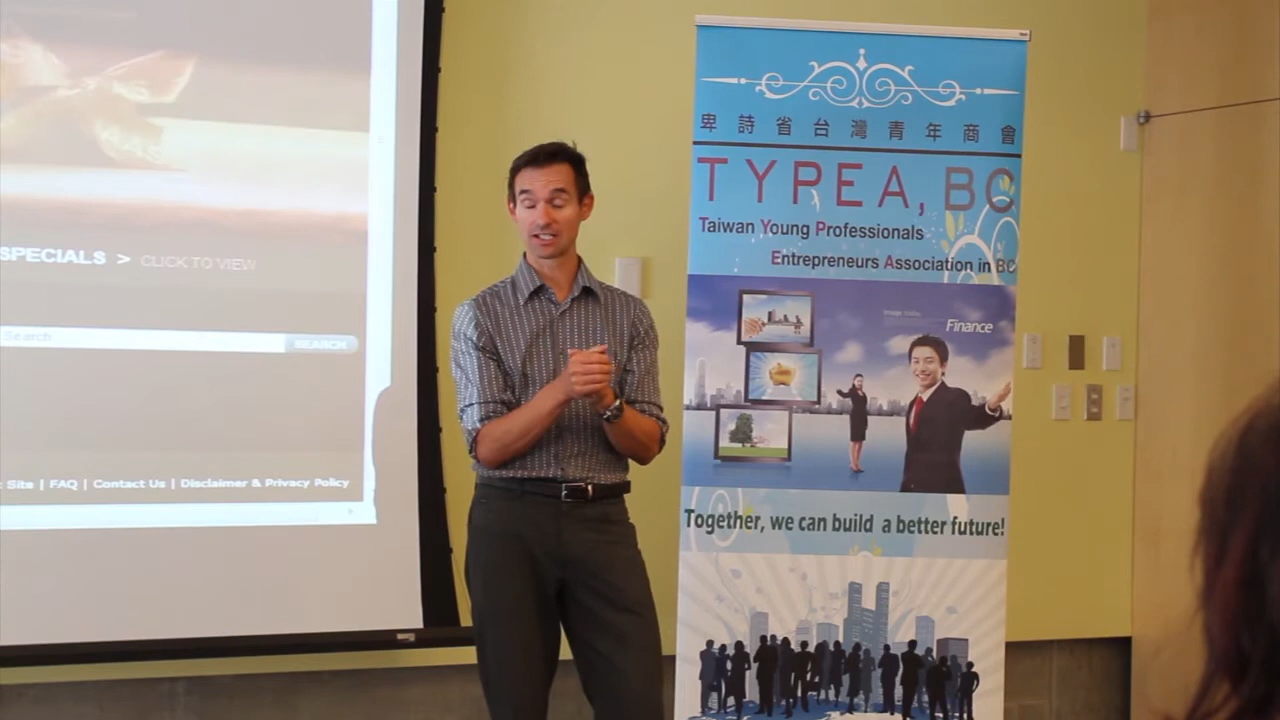 SPECIALS > CLICK TO VIEW
Search
SEARCH
Site | FAQ | Contact Us | Disclaimer & Privacy Policy
卑詩省台灣青年商會
TYPEA, BC
Taiwan Young Professionals
Entrepreneurs Association in BC
Finance
Together, we can build a better future!